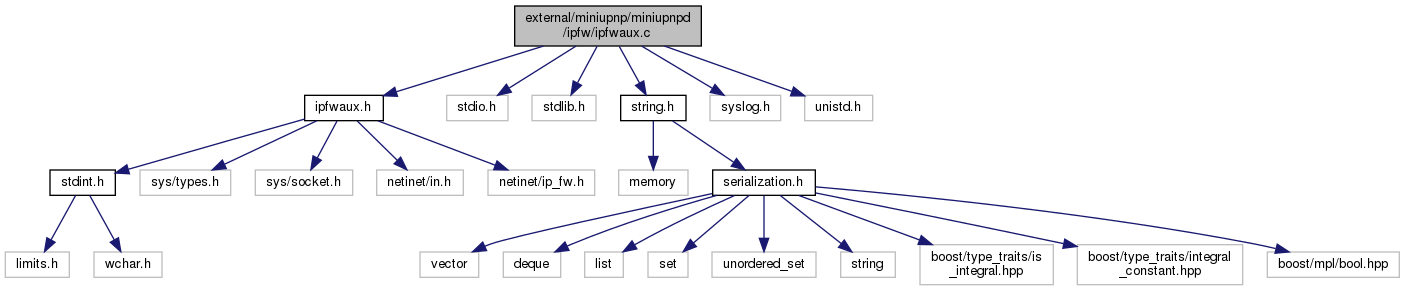 external/miniupnp/miniupnpd
/ipfw/ipfwaux.c
ipfwaux.h
stdio.h
stdlib.h
string.h
syslog.h
unistd.h
stdint.h
sys/types.h
sys/socket.h
netinet/in.h
netinet/ip_fw.h
memory
serialization.h
limits.h
wchar.h
vector
deque
list
set
unordered_set
string
boost/type_traits/is
_integral.hpp
boost/type_traits/integral
_constant.hpp
boost/mpl/bool.hpp